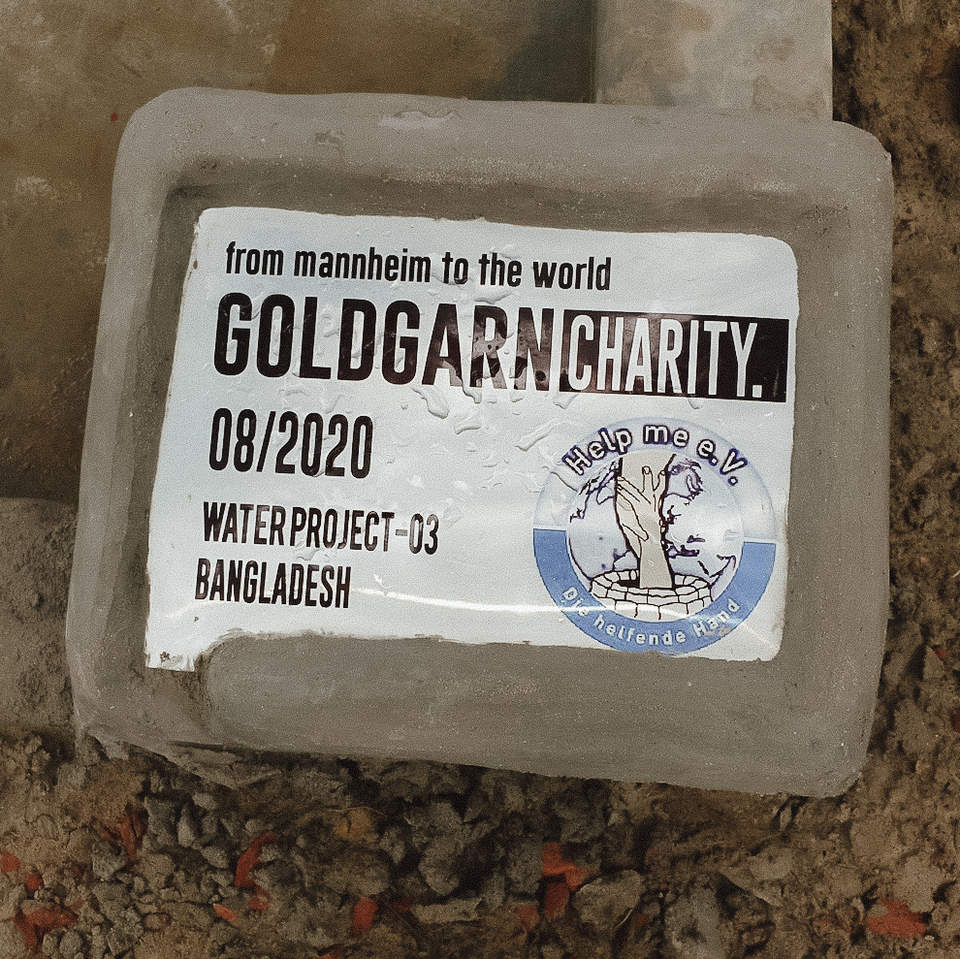 from mannheim to the world
GOLDGARN CHARITY.
08/2020
WATER PROJECT-03
BANGLADESH
Help me e.V.
Die helfende Hand